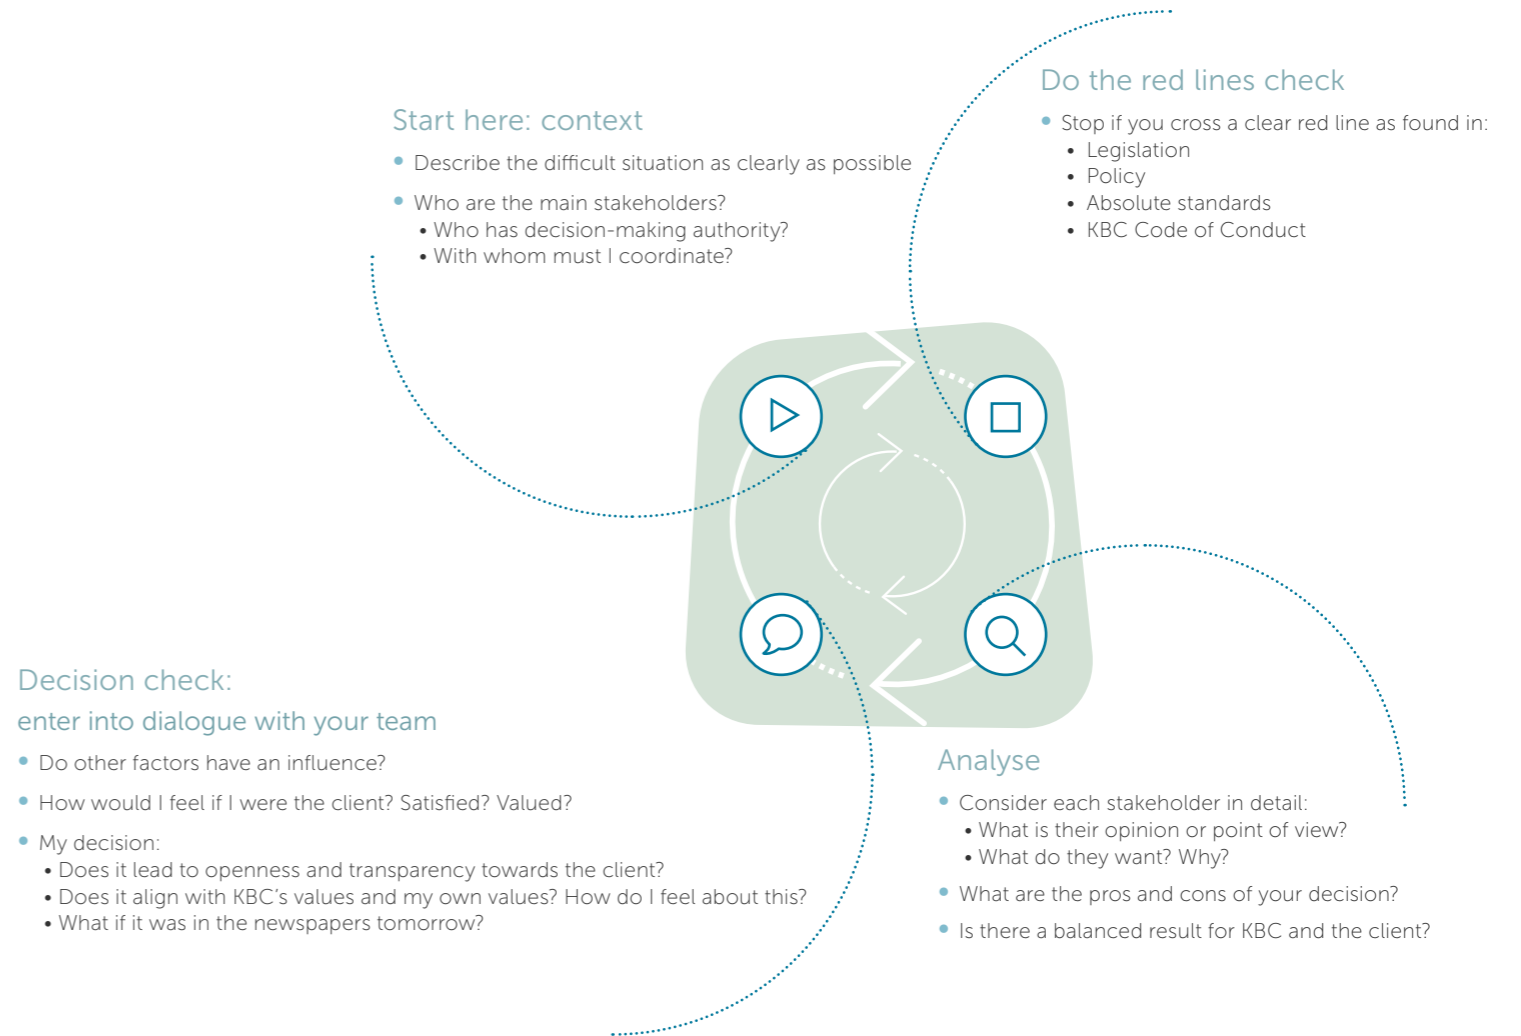 Start here: context
• Describe the difficult situation as clearly as possible
• Who are the main stakeholders?
• Who has decision-making authority?
• With whom must I coordinate?
Do the red lines check
• Stop if you cross a clear red line as found in:
• Legislation
• Policy
• Absolute standards
• KBC Code of Conduct
Analyse
• Consider each stakeholder in detail:
• What is their opinion or point of view?
• What do they want? Why?
• What are the pros and cons of your decision?
• Is there a balanced result for KBC and the client?
Decision check:
enter into dialogue with your team
• Do other factors have an influence?
• How would I feel if I were the client? Satisfied? Valued?
• My decision:
• Does it lead to openness and transparency towards the client?
• Does it align with KBC’s values and my own values? How do I feel about this?
• What if it was in the newspapers tomorrow?